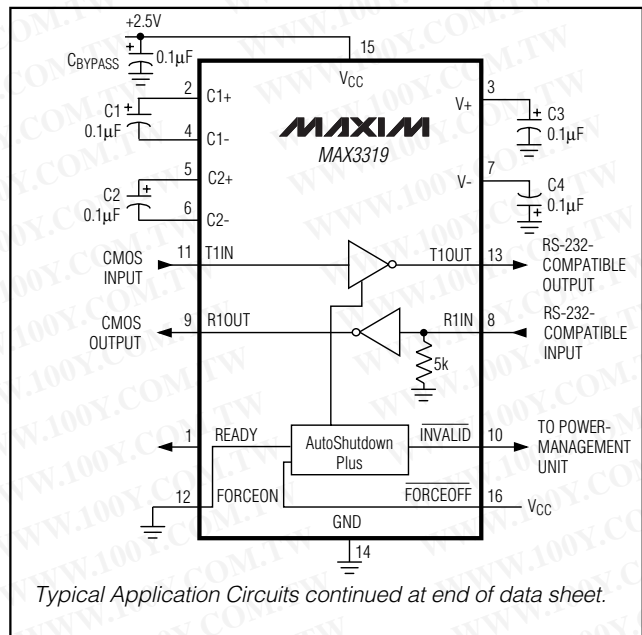 +2.5V
CBYPASS
0.1µF
15
VCC
2
C1+
C1
0.1µF
4
C1-
5
C2+
C2
0.1µF
6
C2-
MAXIM
MAX3319
3
V+
C3
0.1µF
7
V-
C4
0.1µF
CMOS INPUT
11
T1IN
T1OUT
13
RS-232-
COMPATIBLE
OUTPUT
CMOS OUTPUT
9
R1OUT
R1IN
8
RS-232-
COMPATIBLE
INPUT
5k
1
READY
AutoShutdown
Plus
INVALID
10
TO POWER-
MANAGEMENT
UNIT
12
FORCEON
FORCEOFF
16
VCC
GND
14
Typical Application Circuits continued at end of data sheet.
WWW.100Y.COM.TW